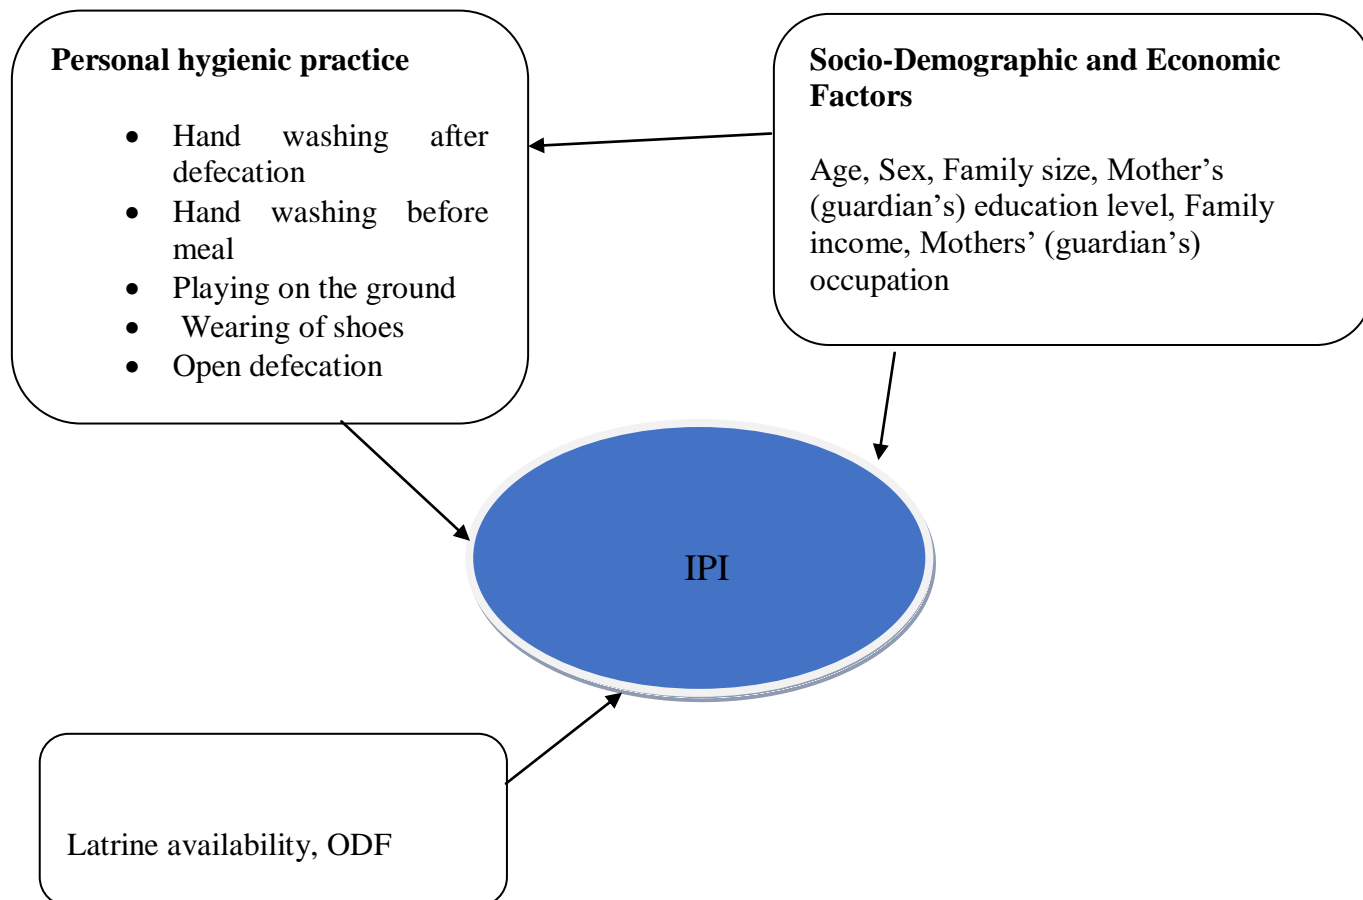 Personal hygienic practice
• Hand washing after
defecation
• Hand washing before
meal
• Playing on the ground
• Wearing of shoes
• Open defecation
Socio-Demographic and Economic
Factors
Age, Sex, Family size, Mother’s
(guardian’s) education level, Family
income, Mothers’ (guardian’s)
occupation
IPI
Latrine availability, ODF